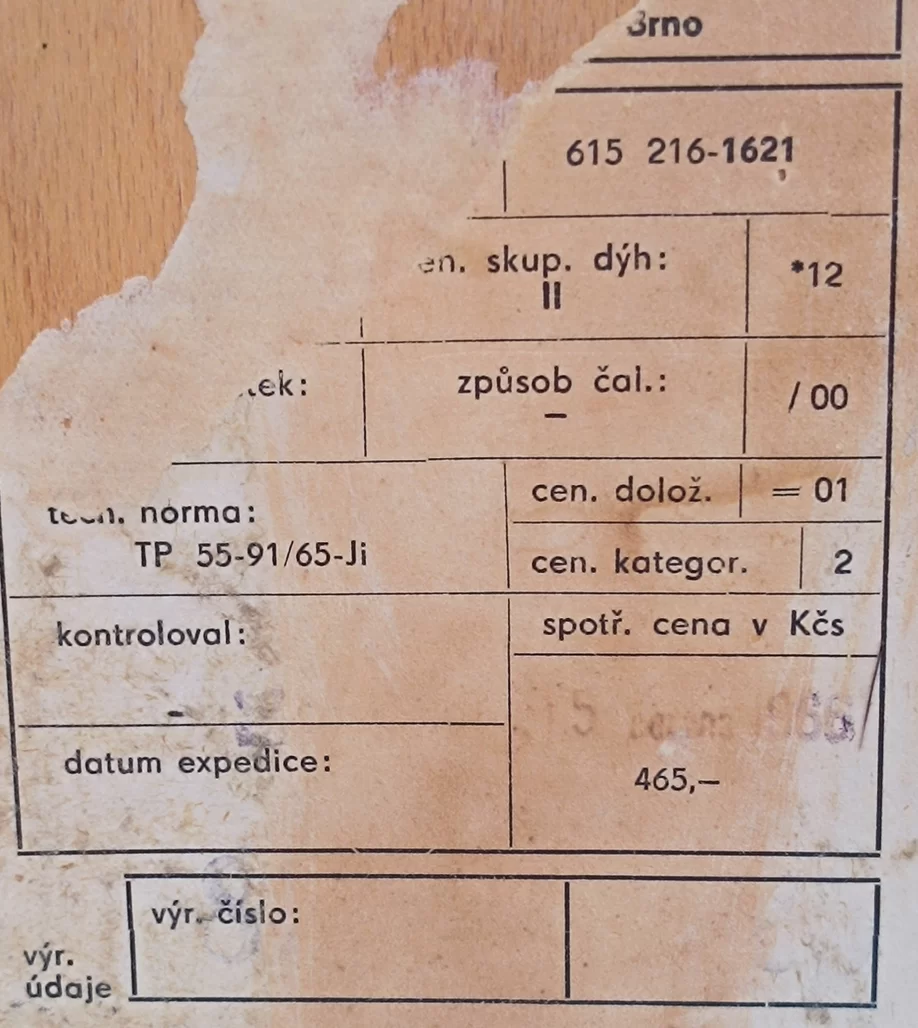 Brno
615 216-1621
en. skup. dýh:
II
*12
způsob čal.:
–
/ 00
norma:
TP 55-91/65-Ji
cen. dolož.
= 01
cen. kategor.
2
kontroloval:
spotř. cena v Kčs
465,–
datum expedice:
výr. číslo:
výr.
údaje